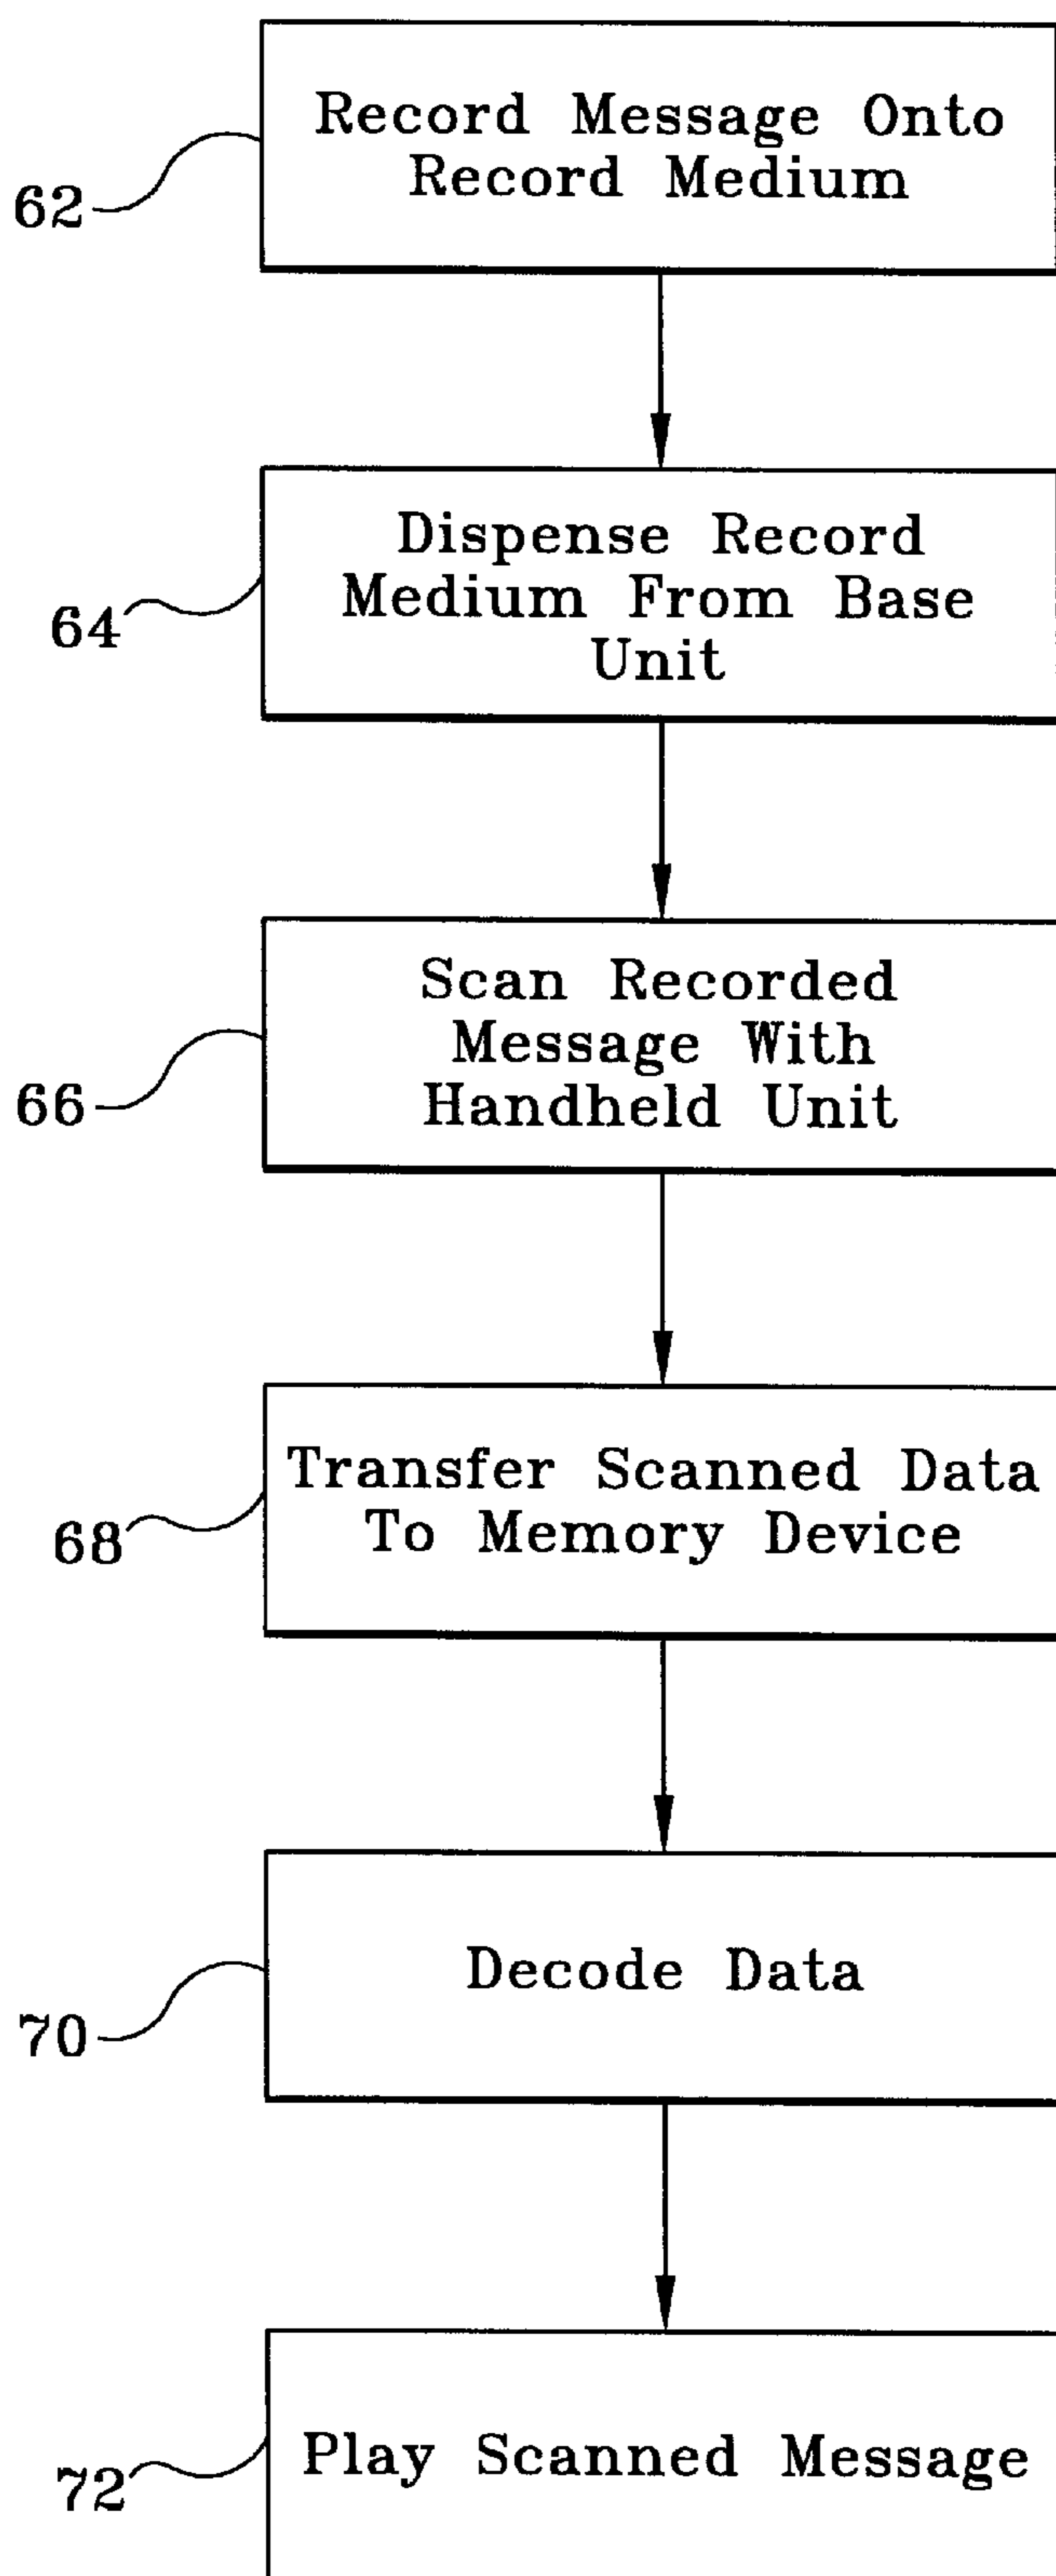 Record Message Onto
Record Medium
62
Dispense Record
Medium From Base
Unit
64
Scan Recorded
Message With
Handheld Unit
66
Transfer Scanned Data
To Memory Device
68
Decode Data
70
Play Scanned Message
72